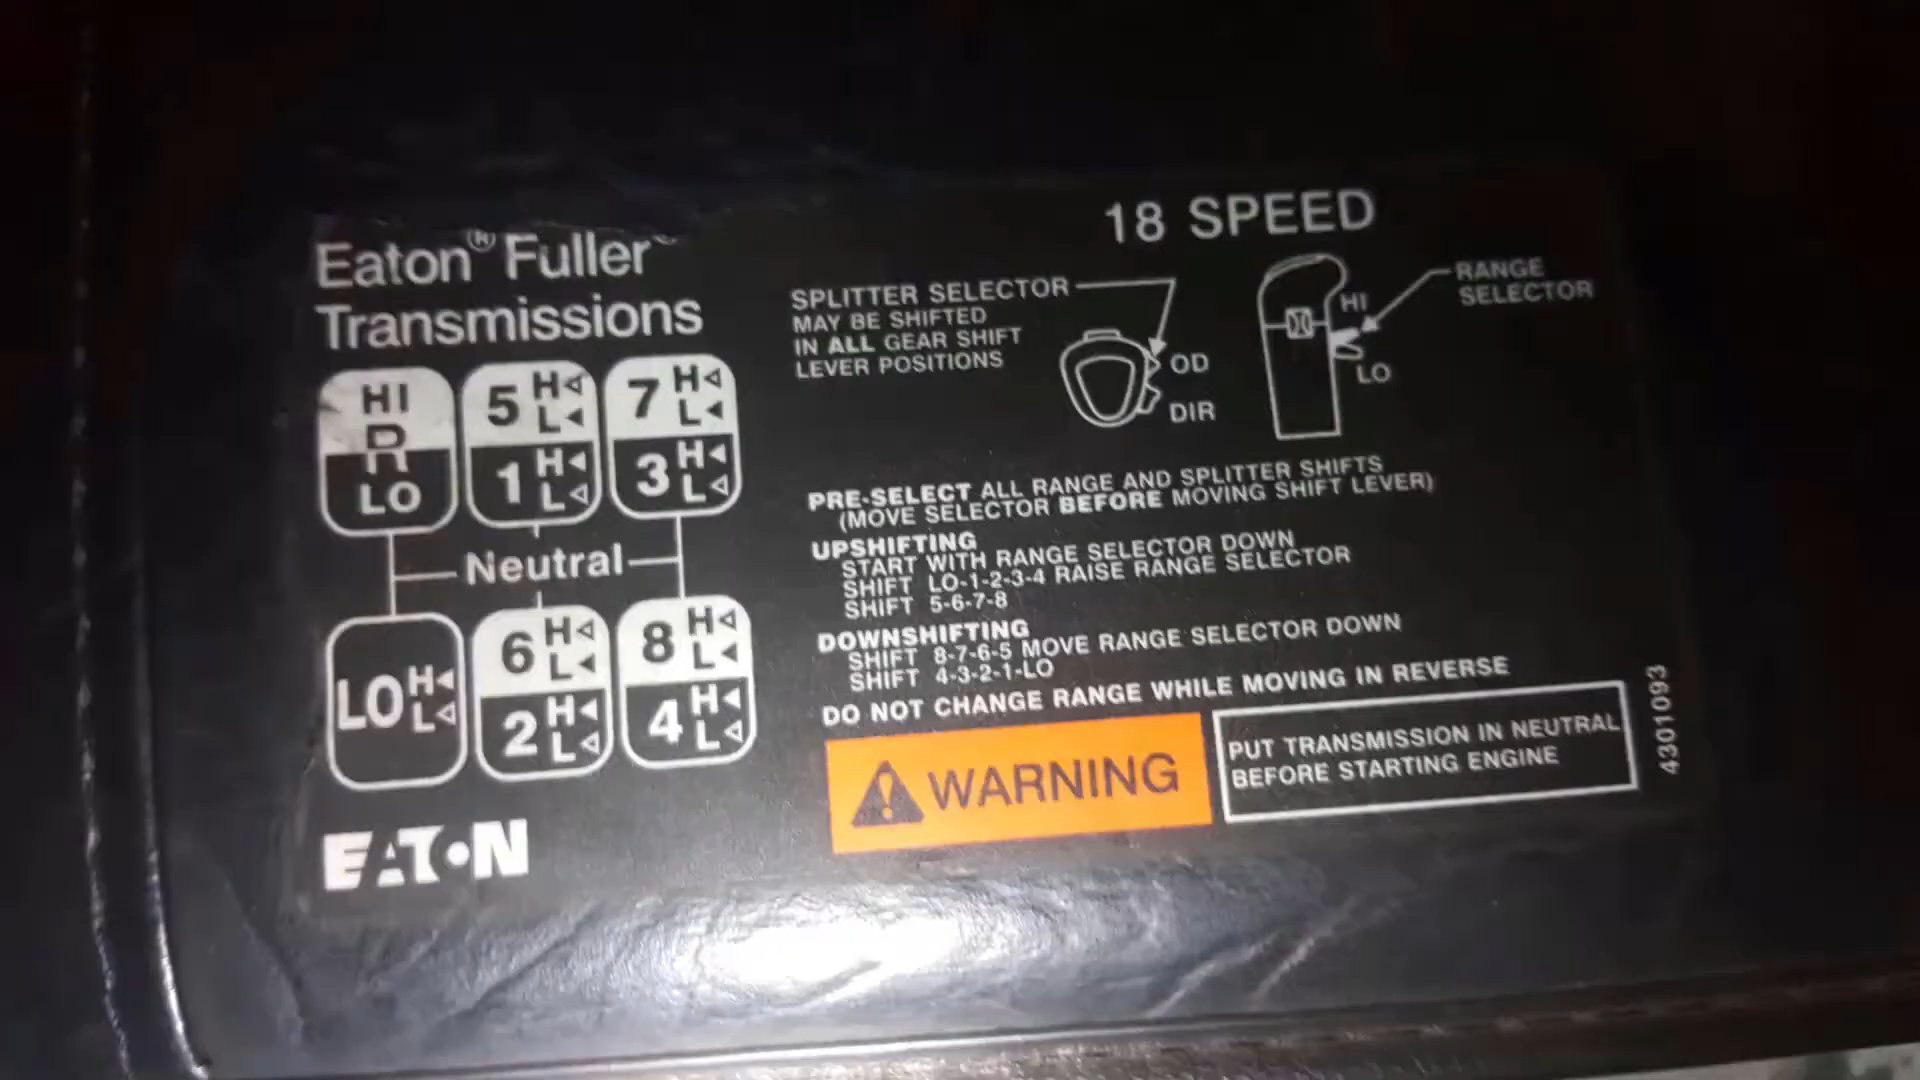 Eaton® Fuller
Transmissions
HI
R
LO
5 H L
1 H L
7 H L
3 H L
Neutral
LO H L
6 H L
2 H L
8 H L
4 H L
EATON
18 SPEED
SPLITTER SELECTOR
MAY BE SHIFTED
IN ALL GEAR SHIFT
LEVER POSITIONS
OD
DIR
HI
LO
RANGE
SELECTOR
PRE-SELECT ALL RANGE AND SPLITTER SHIFTS
(MOVE SELECTOR BEFORE MOVING SHIFT LEVER)
UPSHIFTING
START WITH RANGE SELECTOR DOWN
SHIFT LO-1-2-3-4 RAISE RANGE SELECTOR
SHIFT 5-6-7-8
DOWNSHIFTING
SHIFT 8-7-6-5 MOVE RANGE SELECTOR DOWN
SHIFT 4-3-2-1-LO
DO NOT CHANGE RANGE WHILE MOVING IN REVERSE
WARNING
PUT TRANSMISSION IN NEUTRAL
BEFORE STARTING ENGINE
4301093